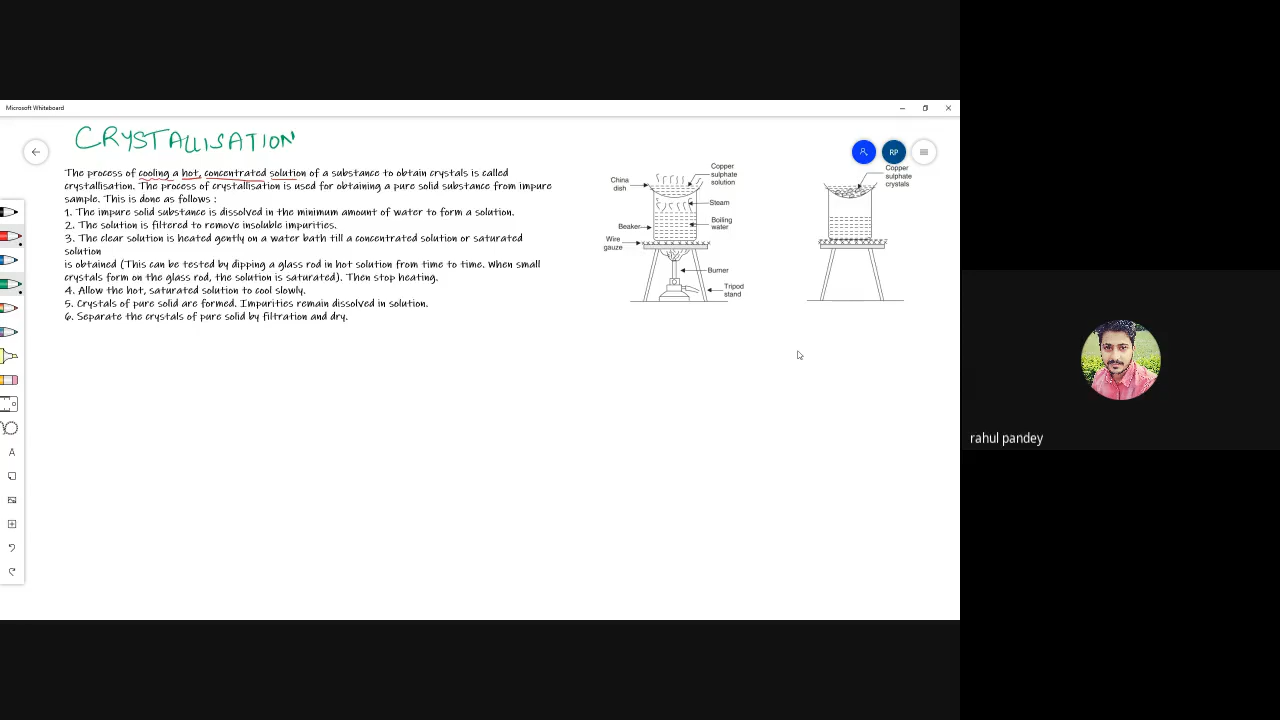 Microsoft Whiteboard
CRYSTALLISATION
RP
The process of cooling a hot, concentrated solution of a substance to obtain crystals is called
crystallisation. The process of crystallisation is used for obtaining a pure solid substance from impure
sample. This is done as follows :
1. The impure solid substance is dissolved in the minimum amount of water to form a solution.
2. The solution is filtered to remove insoluble impurities.
3. The clear solution is heated gently on a water bath till a concentrated solution or saturated
solution
is obtained (This can be tested by dipping a glass rod in hot solution from time to time. When small
crystals form on the glass rod, the solution is saturated). Then stop heating.
4. Allow the hot, saturated solution to cool slowly.
5. Crystals of pure solid are formed. Impurities remain dissolved in solution.
6. Separate the crystals of pure solid by filtration and dry.
China
dish
Copper
sulphate
solution
Steam
Boiling
water
Beaker
Wire
gauze
Burner
Tripod
stand
Copper
sulphate
crystals
A
rahul pandey